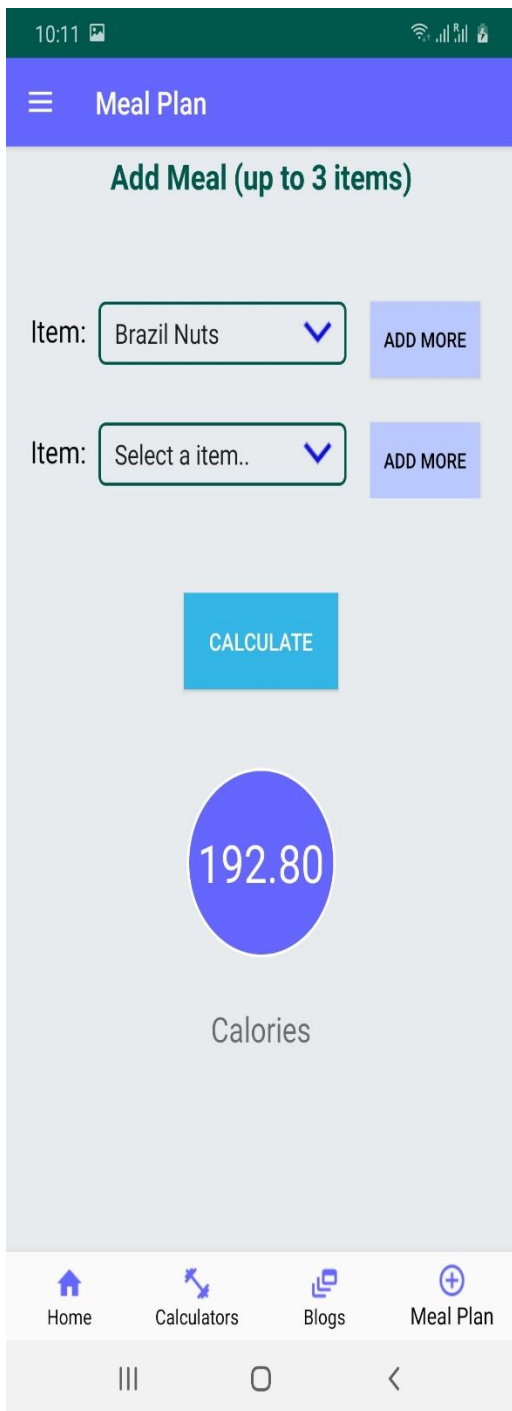 10:11
R
Meal Plan
Add Meal (up to 3 items)
Item: Brazil Nuts ADD MORE
Item: Select a item.. ADD MORE
CALCULATE
192.80
Calories
Home Calculators Blogs Meal Plan